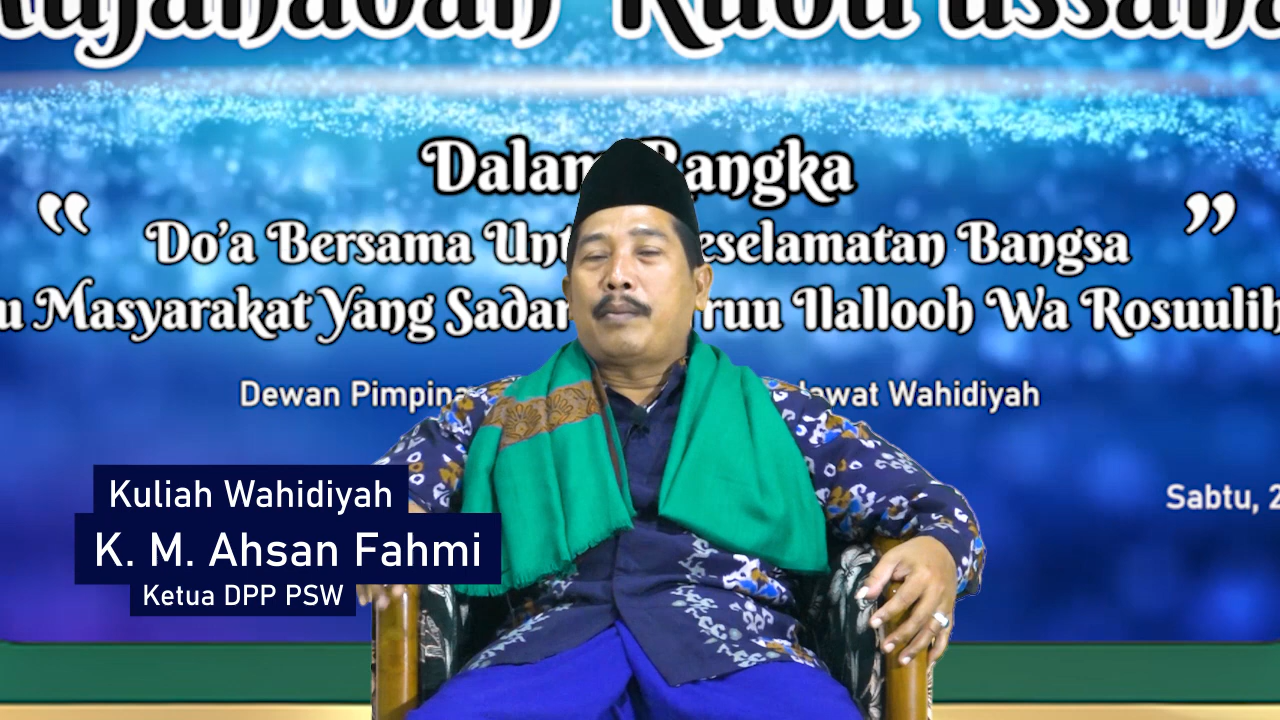 Dalam Rangka
“ Do'a Bersama Unt eselamatan Bangsa ”
Masyarakat Yang Sadar ruu Ilallooh Wa Rosuulih
Dewan Pimpina lawat Wahidiyah
Sabtu, 2
Kuliah Wahidiyah
K. M. Ahsan Fahmi
Ketua DPP PSW